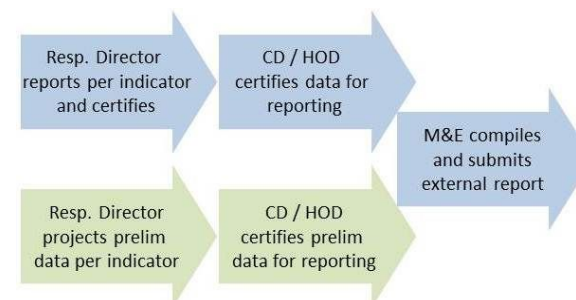 Resp. Director
reports per indicator
and certifies
CD / HOD
certifies data for
reporting
M&E compiles
and submits
external report
Resp. Director
projects prelim
data per indicator
CD / HOD
certifies prelim
data for reporting